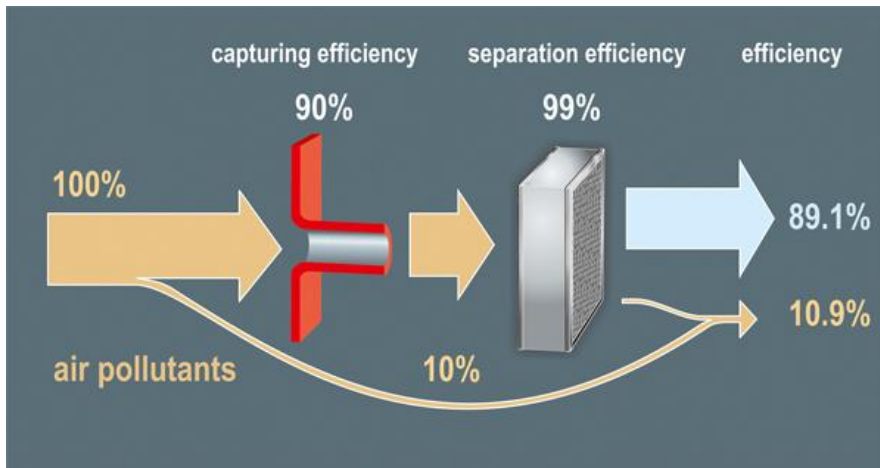 capturing efficiency
separation efficiency
efficiency
90%
99%
100%
89.1%
10.9%
air pollutants
10%